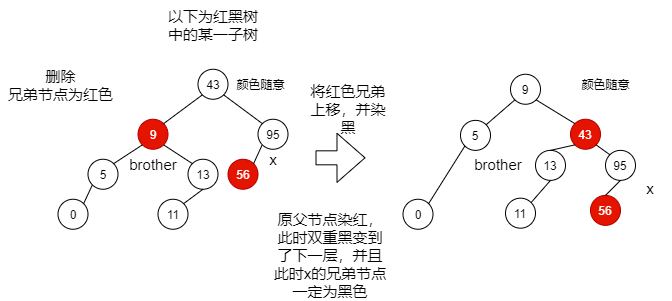 以下为红黑树
中的某一子树
删除
兄弟节点为红色
43
颜色随意
9
95
brother
x
5
13
56
0
11
将红色兄弟
上移，并染
黑
原父节点染红，
此时双重黑变到
了下一层，并且
此时x的兄弟节点
一定为黑色
9
颜色随意
5
43
brother
13
95
x
0
11
56